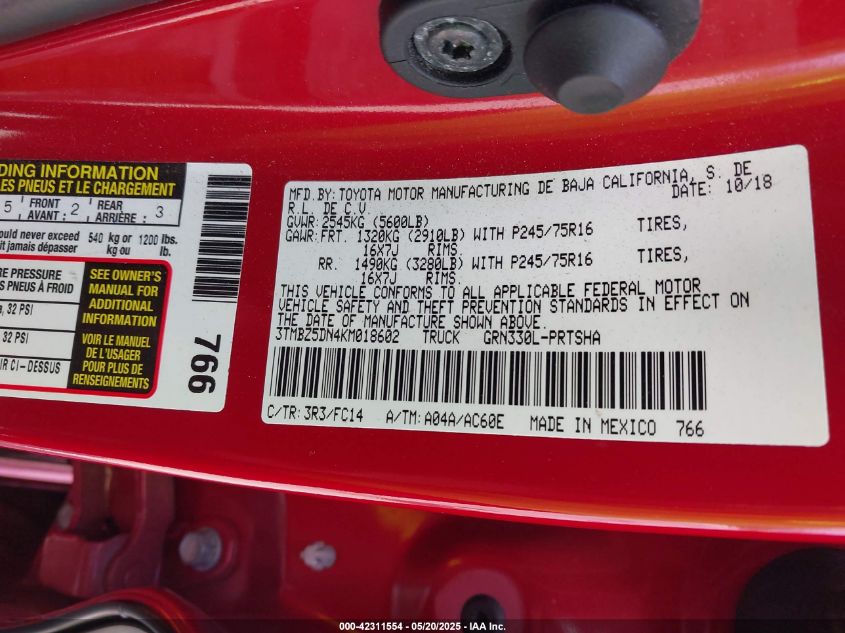 DING INFORMATION
LES PNEUS ET LE CHARGEMENT
5 FRONT AVANT : 2 REAR ARRIÈRE : 3
ould never exceed 540 kg or 1200 lbs.
it jamais dépasser kg ou lb.
RE PRESSURE
S PNEUS À FROID
, 32 PSI
32 PSI
IR CI-DESSUS
SEE OWNER'S
MANUAL FOR
ADDITIONAL
INFORMATION
VOIR LE MANUEL
DE L'USAGER
POUR PLUS DE
RENSEIGNEMENTS
766
MFD.BY: TOYOTA MOTOR MANUFACTURING DE BAJA CALIFORNIA, S. DE
R.L. DE C.V. DATE: 10/18
GVWR: 2545KG (5600LB)
GAWR: FRT. 1320KG (2910LB) WITH P245/75R16 TIRES,
16X7J RIMS.
RR. 1490KG (3280LB) WITH P245/75R16 TIRES,
16X7J RIMS.
THIS VEHICLE CONFORMS TO ALL APPLICABLE FEDERAL MOTOR
VEHICLE SAFETY AND THEFT PREVENTION STANDARDS IN EFFECT ON
THE DATE OF MANUFACTURE SHOWN ABOVE.
3TMBZ5DN4KM018602 TRUCK GRN330L-PRTSHA
C/TR: 3R3/FC14 A/TM: A04A/AC60E MADE IN MEXICO 766
000-42311554 - 05/20/2025 - IAA Inc.